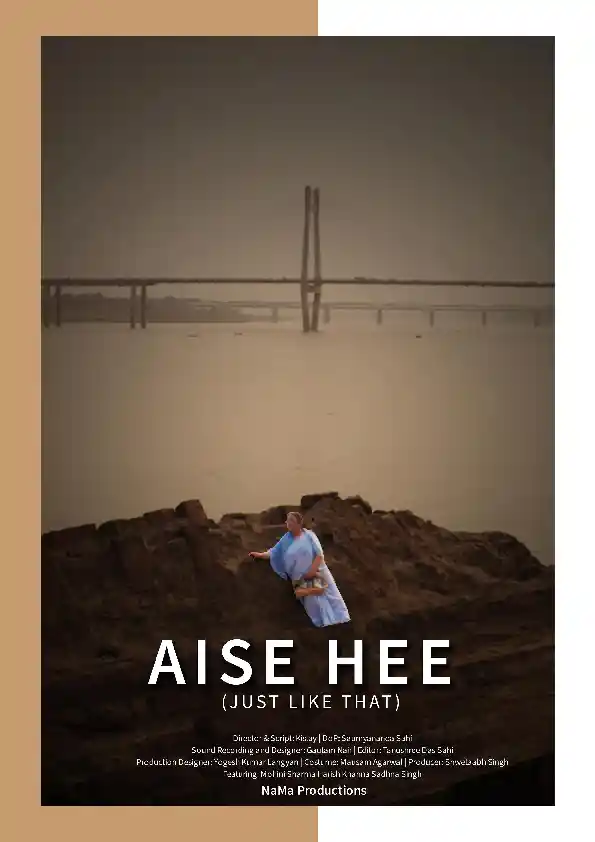 AISE HEE
(JUST LIKE THAT)
Director & Script: Kislay | DoP: Saumyananda Sahi
Sound Recording and Designer: Gautam Nair | Editor: Tanushree Das Sahi
Production Designer: Yogesh Kumar Langyan | Costume: Mausam Agarwal | Producer: Shwetaabh Singh
Featuring: Mohini Sharma Harish Khanna Sadhna Singh
NaMa Productions